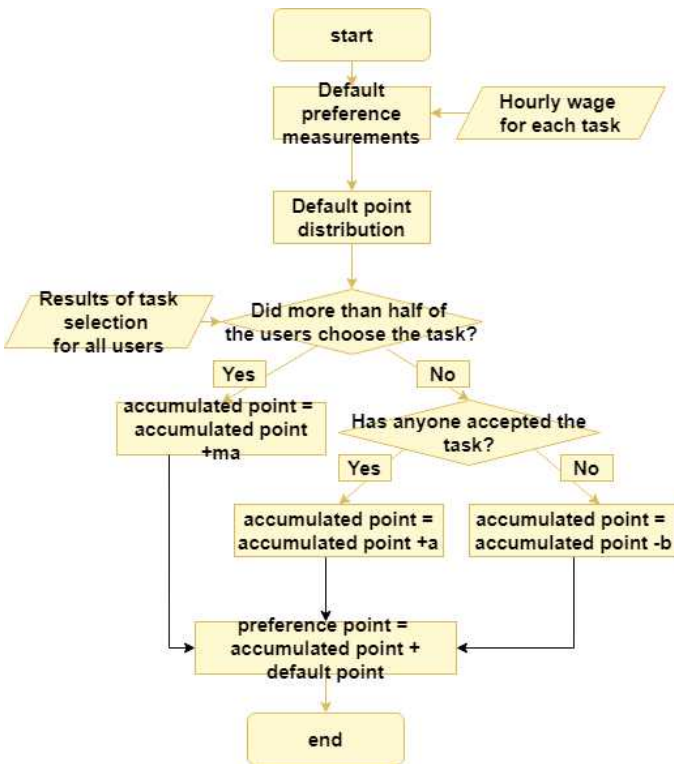 start
Default
preference
measurements
Hourly wage
for each task
Default point
distribution
Results of task
selection
for all users
Did more than half of
the users choose the task?
Yes
No
accumulated point =
accumulated point
+ma
Has anyone accepted the
task?
Yes
No
accumulated point =
accumulated point +a
accumulated point =
accumulated point -b
preference point =
accumulated point +
default point
end